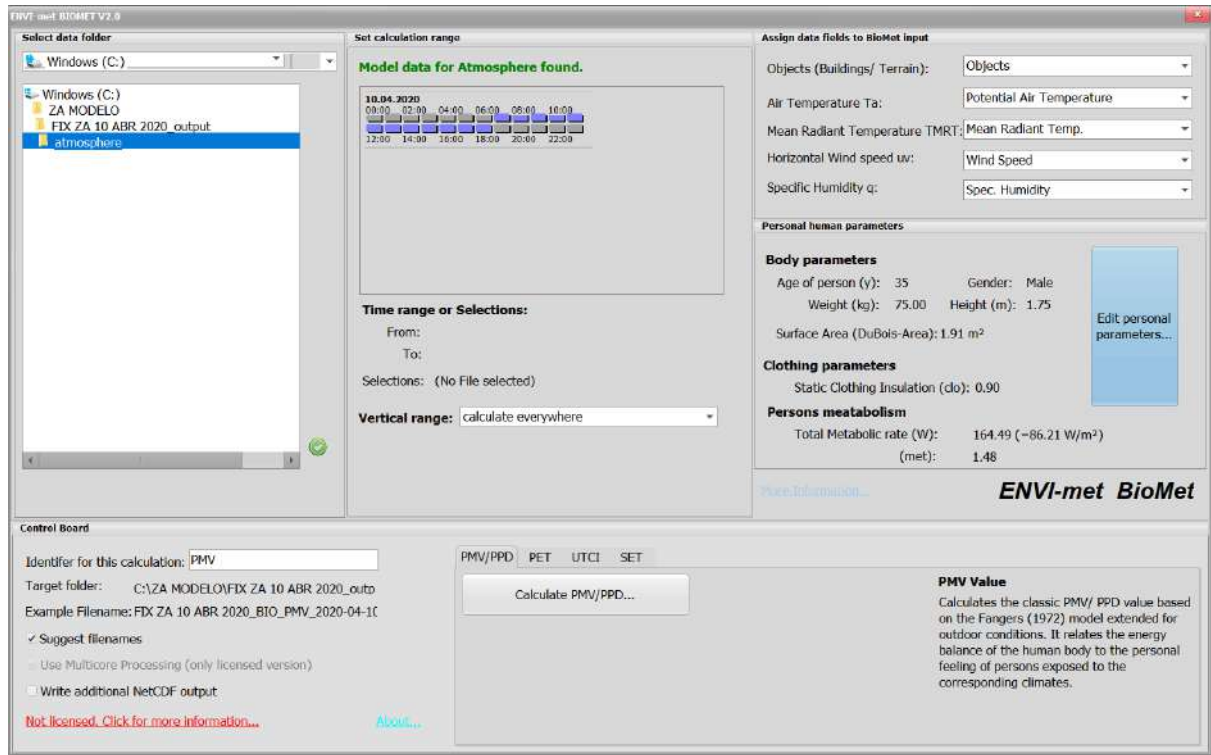 ENVI-met BIOMET V2.0
Select data folder
Windows (C:)
Windows (C:)
ZA MODELO
FIX ZA 10 ABR 2020_output
atmosphere
Set calculation range
Model data for Atmosphere found.
10.04.2020
00:00 02:00 04:00 06:00 08:00 10:00
12:00 14:00 16:00 18:00 20:00 22:00
Time range or Selections:
From:
To:
Selections: (No File selected)
Vertical range: calculate everywhere
Assign data fields to BioMet input
Objects (Buildings/ Terrain): Objects
Air Temperature Ta: Potential Air Temperature
Mean Radiant Temperature TMRT: Mean Radiant Temp.
Horizontal Wind speed uv: Wind Speed
Specific Humidity q: Spec. Humidity
Personal human parameters
Body parameters
Age of person (y): 35 Gender: Male
Weight (kg): 75.00 Height (m): 1.75
Surface Area (DuBois-Area): 1.91 m²
Clothing parameters
Static Clothing Insulation (clo): 0.90
Persons meatabolism
Total Metabolic rate (W): 164.49 (=86.21 W/m²)
(met): 1.48
Edit personal
parameters...
More Information...
ENVI-met BioMet
Control Board
Identifer for this calculation: PMV
Target folder: C:\ZA MODELO\FIX ZA 10 ABR 2020_outp
Example Filename: FIX ZA 10 ABR 2020_BIO_PMV_2020-04-10
Suggest filenames
Use Multicore Processing (only licensed version)
Write additional NetCDF output
Not licensed. Click for more information...
About...
PMV/PPD PET UTCI SET
Calculate PMV/PPD...
PMV Value
Calculates the classic PMV/ PPD value based
on the Fangers (1972) model extended for
outdoor conditions. It relates the energy
balance of the human body to the personal
feeling of persons exposed to the
corresponding climates.